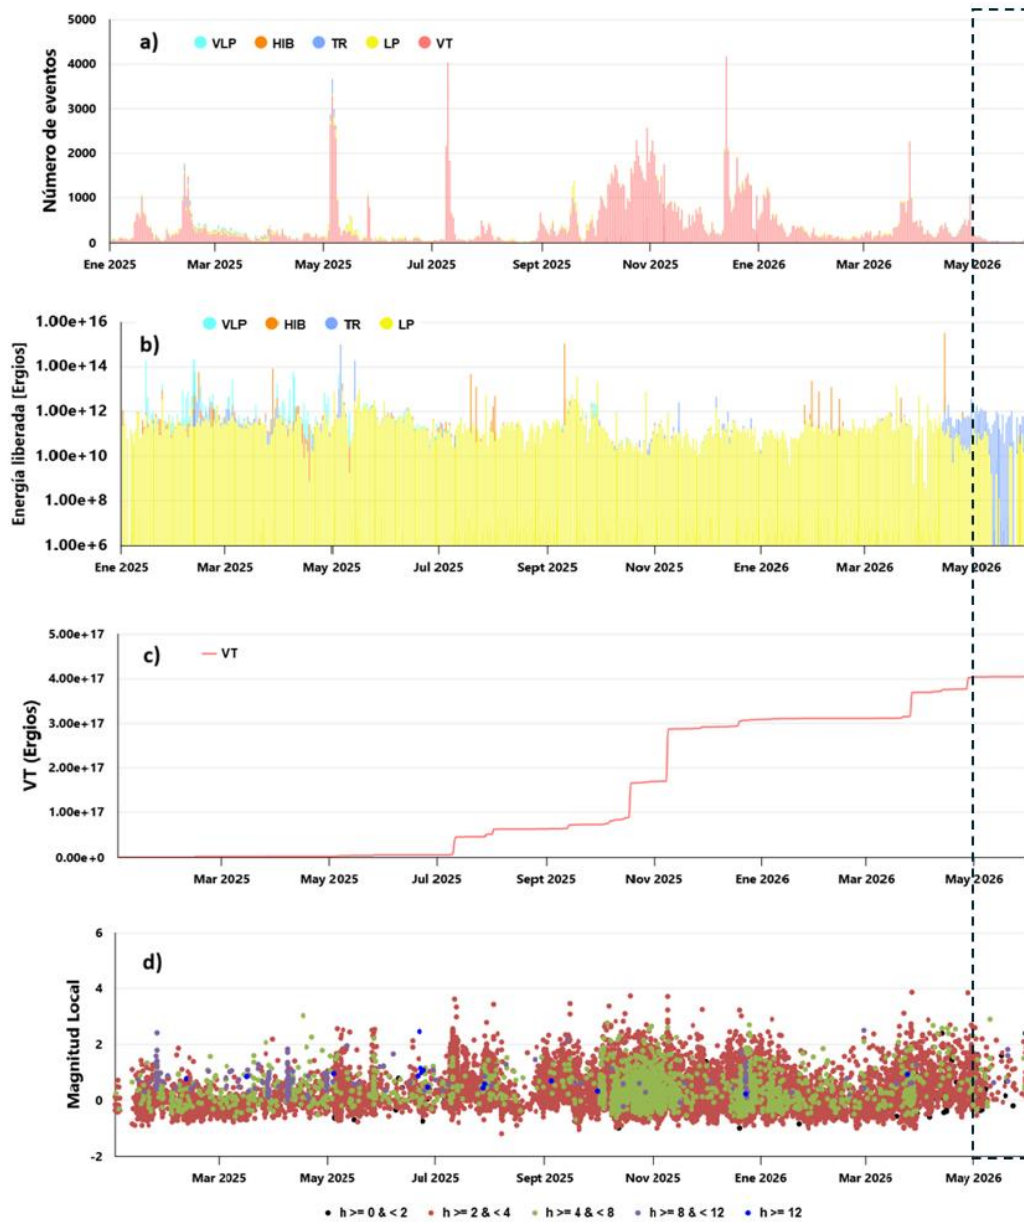 a)
VLP HIB TR LP VT
Número de eventos
5000
4000
3000
2000
1000
0
Ene 2025 Mar 2025 May 2025 Jul 2025 Sept 2025 Nov 2025 Ene 2026 Mar 2026 May 2026
b)
VLP HIB TR LP
Energía liberada [Ergios]
1.00e+16
1.00e+14
1.00e+12
1.00e+10
1.00e+8
1.00e+6
Ene 2025 Mar 2025 May 2025 Jul 2025 Sept 2025 Nov 2025 Ene 2026 Mar 2026 May 2026
c)
VT
VT (Ergios)
5.00e+17
4.00e+17
3.00e+17
2.00e+17
1.00e+17
0.00e+0
Mar 2025 May 2025 Jul 2025 Sept 2025 Nov 2025 Ene 2026 Mar 2026 May 2026
d)
Magnitud Local
6
4
2
0
-2
Mar 2025 May 2025 Jul 2025 Sept 2025 Nov 2025 Ene 2026 Mar 2026 May 2026
h >= 0 & < 2 h >= 2 & < 4 h >= 4 & < 8 h >= 8 & < 12 h >= 12